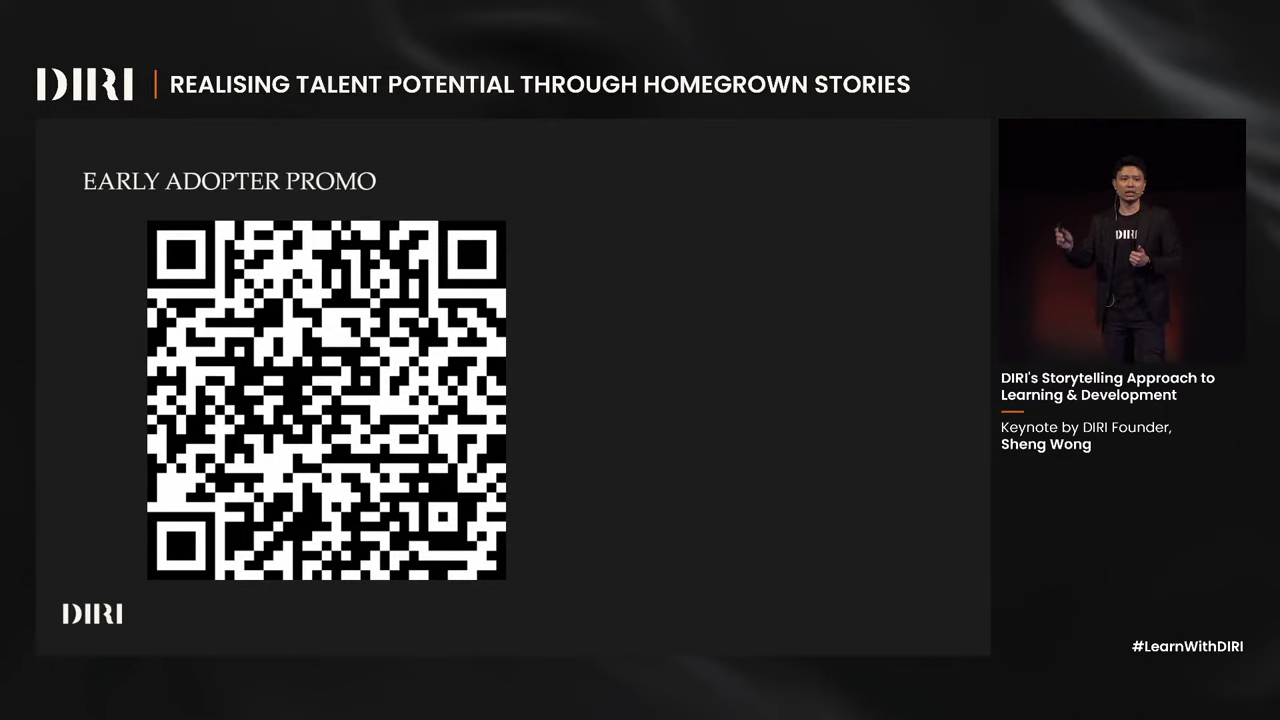 DIRI
REALISING TALENT POTENTIAL THROUGH HOMEGROWN STORIES
EARLY ADOPTER PROMO
DIRI
DIRI
DIRI's Storytelling Approach to
Learning & Development
Keynote by DIRI Founder,
Sheng Wong
#LearnWithDIRI